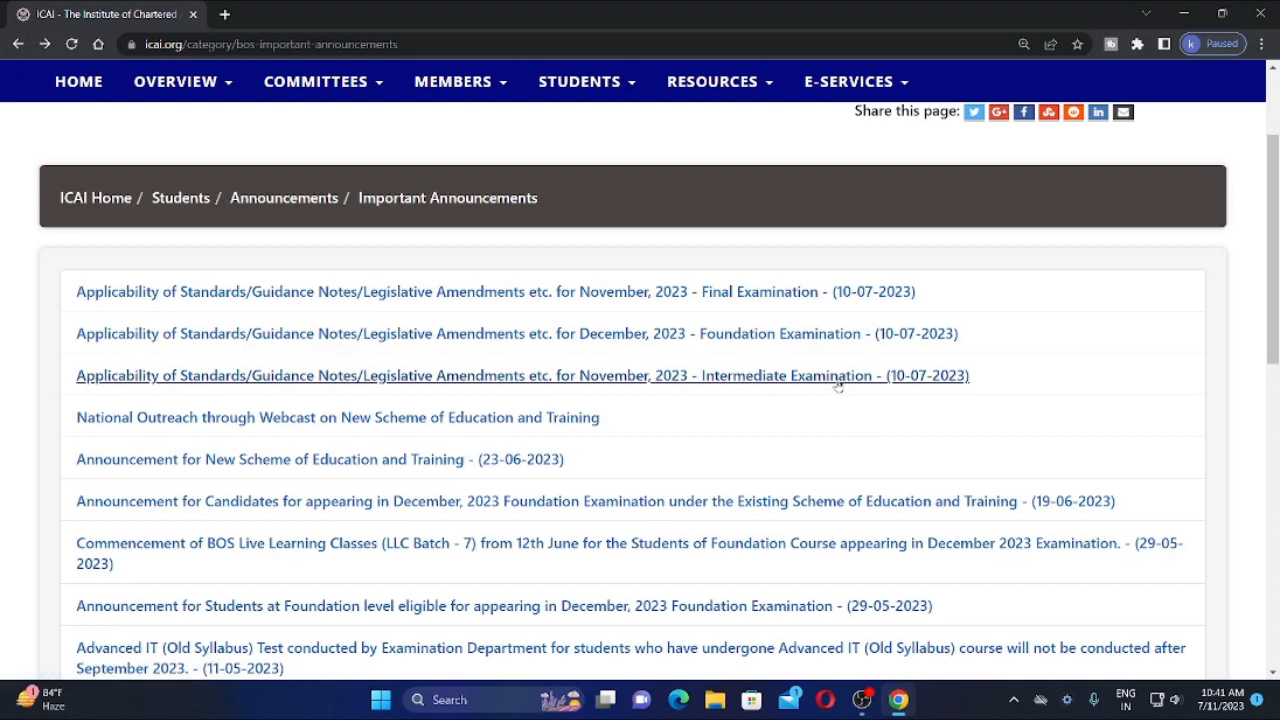 ICAI - The Institute of Chartered
icai.org/category/bos-important-announcements
k Paused
HOME OVERVIEW COMMITTEES MEMBERS STUDENTS RESOURCES E-SERVICES
Share this page:
ICAI Home / Students / Announcements / Important Announcements
Applicability of Standards/Guidance Notes/Legislative Amendments etc. for November, 2023 - Final Examination - (10-07-2023)
Applicability of Standards/Guidance Notes/Legislative Amendments etc. for December, 2023 - Foundation Examination - (10-07-2023)
Applicability of Standards/Guidance Notes/Legislative Amendments etc. for November, 2023 - Intermediate Examination - (10-07-2023)
National Outreach through Webcast on New Scheme of Education and Training
Announcement for New Scheme of Education and Training - (23-06-2023)
Announcement for Candidates for appearing in December, 2023 Foundation Examination under the Existing Scheme of Education and Training - (19-06-2023)
Commencement of BOS Live Learning Classes (LLC Batch - 7) from 12th June for the Students of Foundation Course appearing in December 2023 Examination. - (29-05-
2023)
Announcement for Students at Foundation level eligible for appearing in December, 2023 Foundation Examination - (29-05-2023)
Advanced IT (Old Syllabus) Test conducted by Examination Department for students who have undergone Advanced IT (Old Syllabus) course will not be conducted after
September 2023. - (11-05-2023)
84°F
Haze
Search
ENG
IN
10:41 AM
7/11/2023